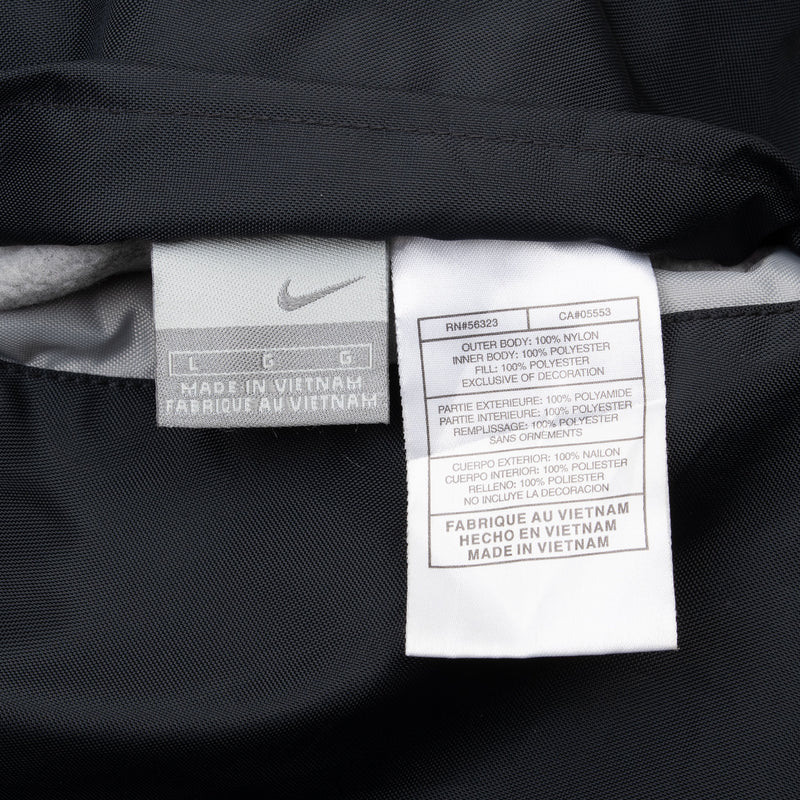 L G G
MADE IN VIETNAM
FABRIQUE AU VIETNAM
RN#56323 CA#05553
OUTER BODY: 100% NYLON
INNER BODY: 100% POLYESTER
FILL: 100% POLYESTER
EXCLUSIVE OF DECORATION
PARTIE EXTERIEURE: 100% POLYAMIDE
PARTIE INTERIEURE: 100% POLYESTER
REMPLISSAGE: 100% POLYESTER
SANS ORNEMENTS
CUERPO EXTERIOR: 100% NAILON
CUERPO INTERIOR: 100% POLIESTER
RELLENO: 100% POLIESTER
NO INCLUYE LA DECORACION
FABRIQUE AU VIETNAM
HECHO EN VIETNAM
MADE IN VIETNAM